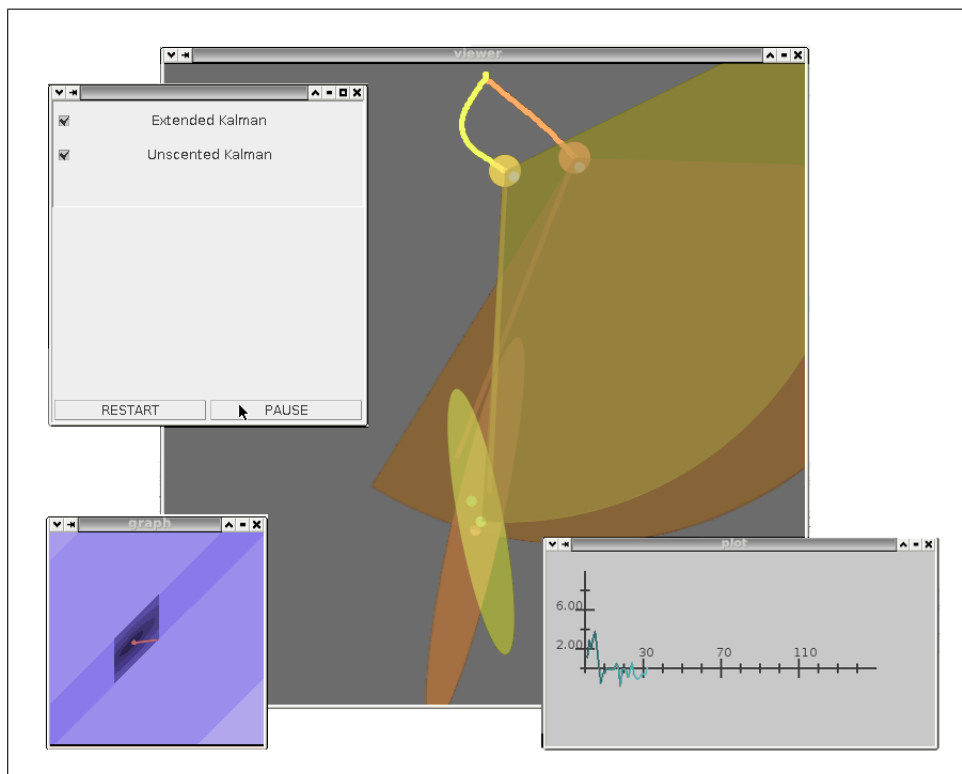 viewer
Extended Kalman
Unscented Kalman
RESTART
PAUSE
graph
plot
6.00
2.00
30
70
110